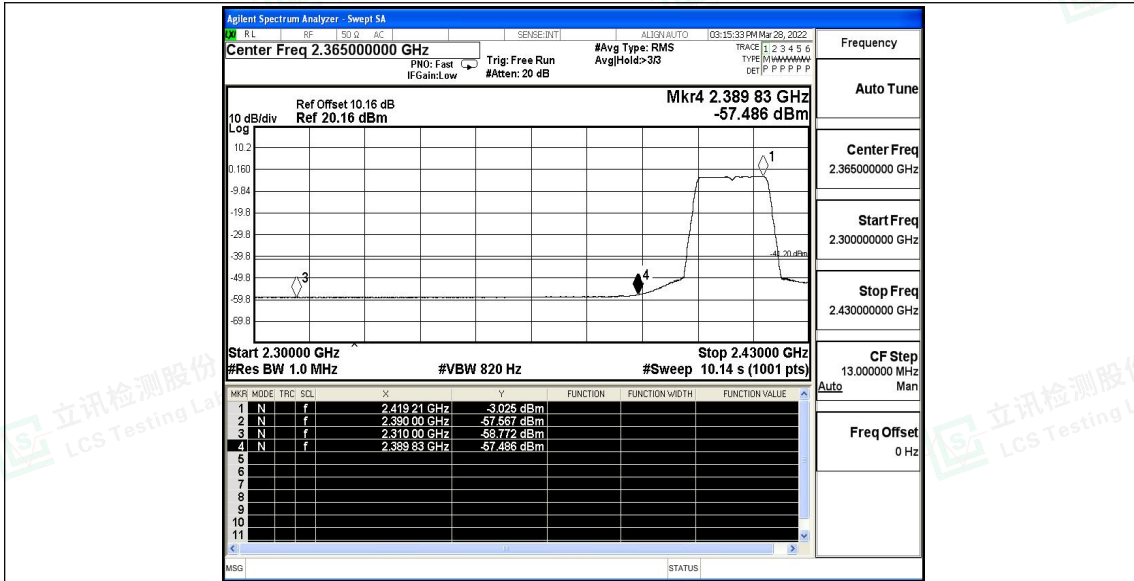 Agilent Spectrum Analyzer - Swept SA
RL RF 50 Ω AC SENSE:INT ALIGN AUTO 03:15:33 PM Mar 28, 2022
Center Freq 2.365000000 GHz
PNO: Fast
IFGain:Low
Trig: Free Run
#Atten: 20 dB
#Avg Type: RMS
Avg|Hold:>3/3
TRACE 1 2 3 4 5 6
TYPE MWWWWW
DET P P P P P P
Frequency
Auto Tune
Center Freq
2.365000000 GHz
Start Freq
2.300000000 GHz
Stop Freq
2.430000000 GHz
CF Step
13.000000 MHz
Auto Man
Freq Offset
0 Hz
Ref Offset 10.16 dB
10 dB/div Ref 20.16 dBm
Log
Mkr4 2.389 83 GHz
-57.486 dBm
10.2
0.160
-9.84
-19.8
-29.8
-39.8
-49.8
-59.8
-69.8
1
-41.20 dBm
3
4
Start 2.30000 GHz Stop 2.43000 GHz
#Res BW 1.0 MHz #VBW 820 Hz #Sweep 10.14 s (1001 pts)
MKR MODE TRC SCL X Y FUNCTION FUNCTION WIDTH FUNCTION VALUE
1 N f 2.419 21 GHz -3.025 dBm
2 N f 2.390 00 GHz -57.567 dBm
3 N f 2.310 00 GHz -58.772 dBm
4 N f 2.389 83 GHz -57.486 dBm
5
6
7
8
9
10
11
MSG STATUS
立讯检测股份
LCS Testing Lab
立讯检测股份
LCS Testing L